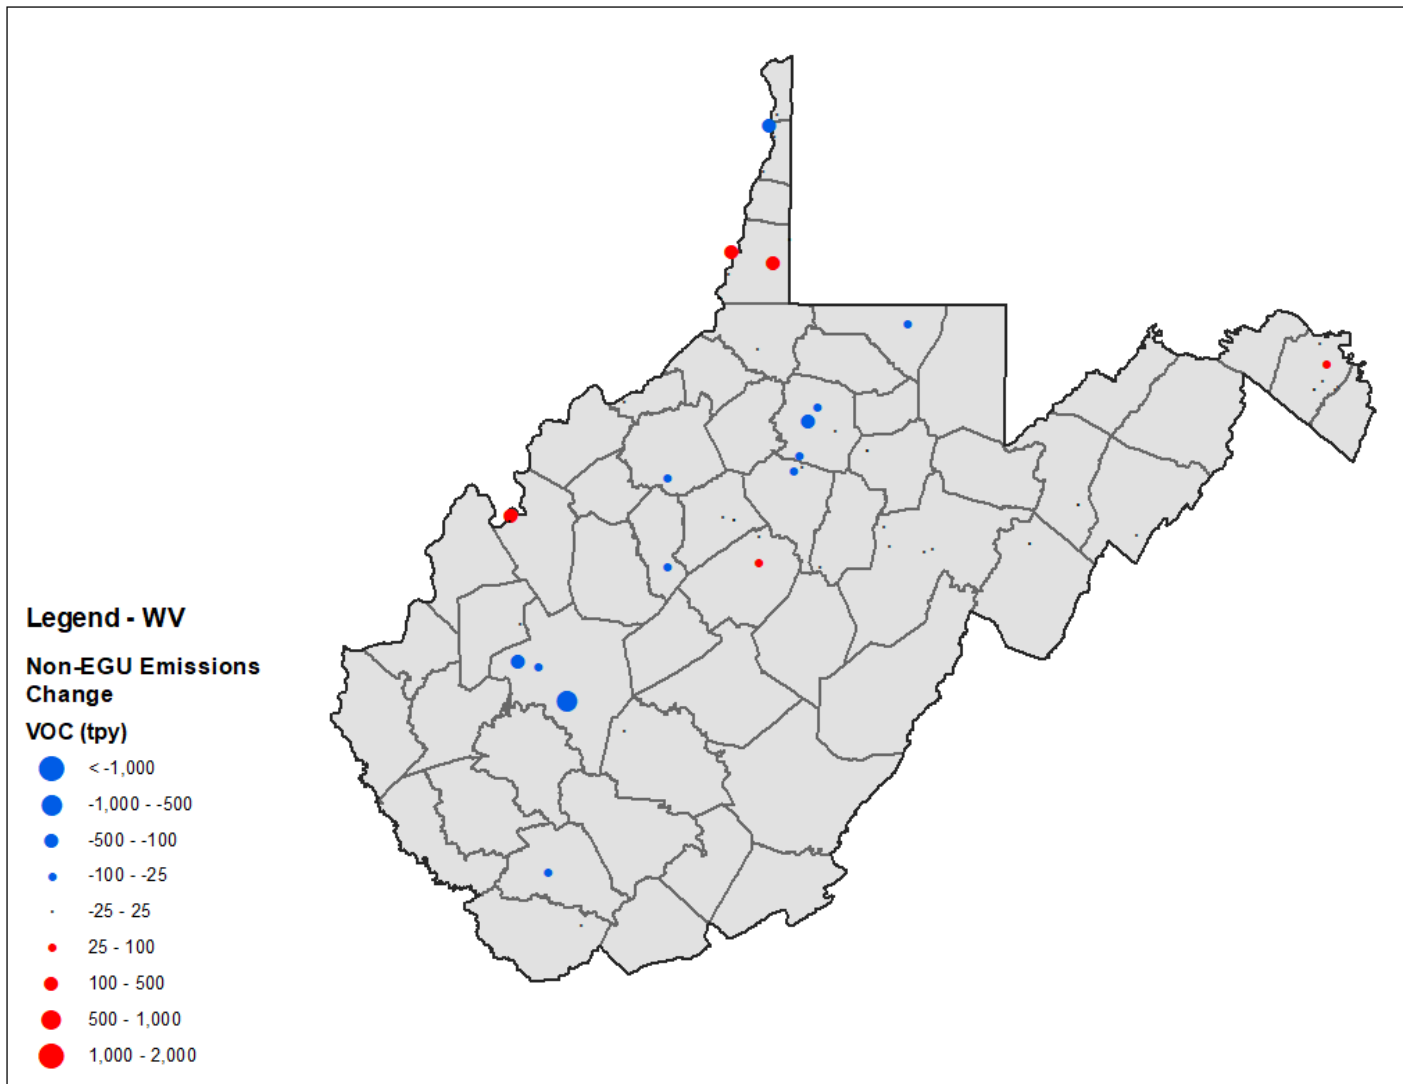 Legend - WV
Non-EGU Emissions
Change
VOC (tpy)
< -1,000
-1,000 - -500
-500 - -100
-100 - -25
-25 - 25
25 - 100
100 - 500
500 - 1,000
1,000 - 2,000